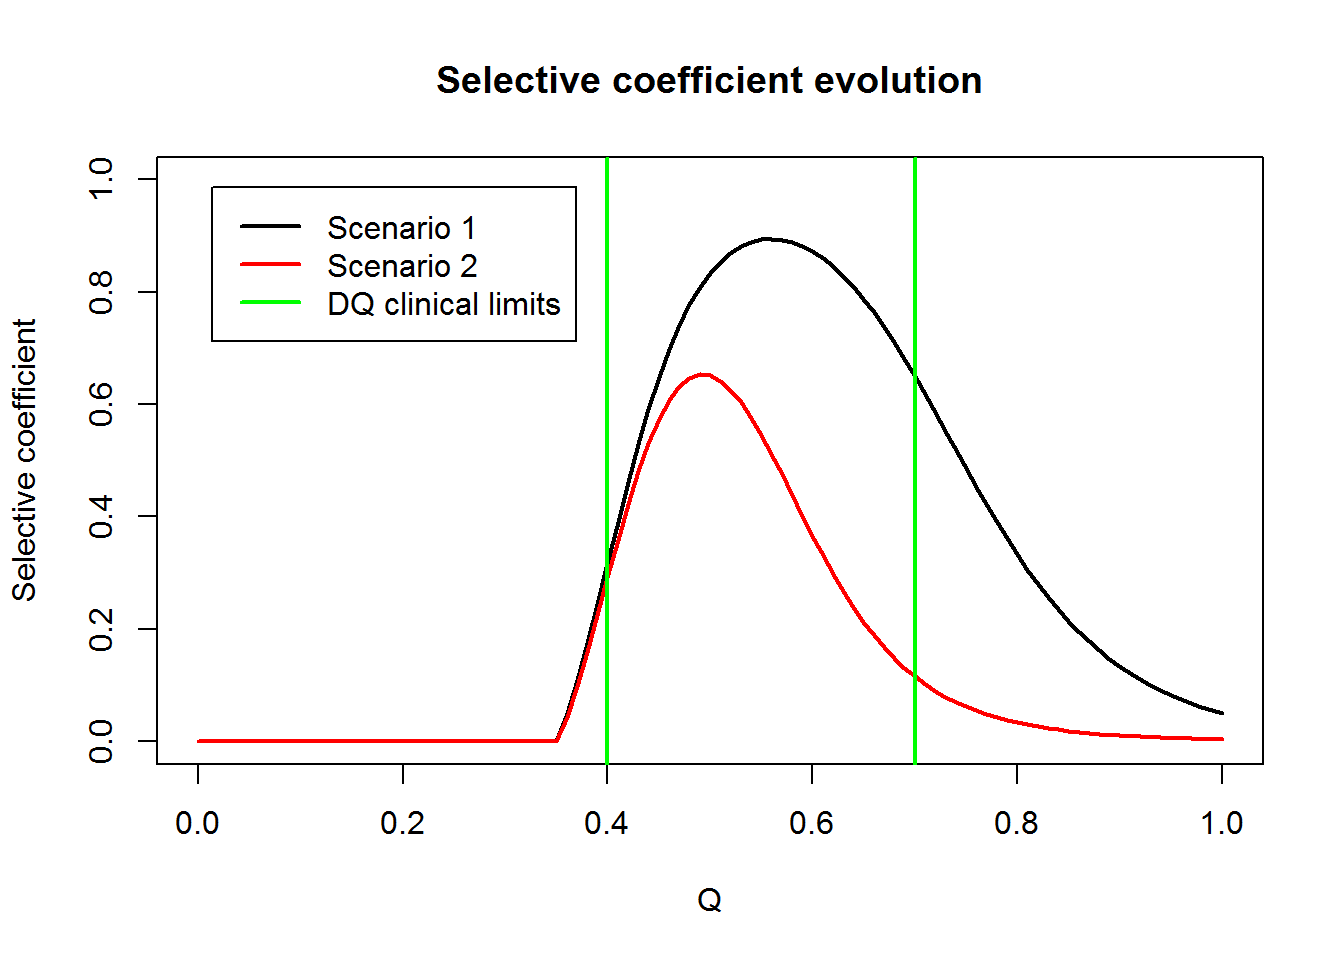 Selective coefficient evolution
Selective coefficient
1.0
0.8
0.6
0.4
0.2
0.0
Scenario 1
Scenario 2
DQ clinical limits
0.0 0.2 0.4 0.6 0.8 1.0
Q